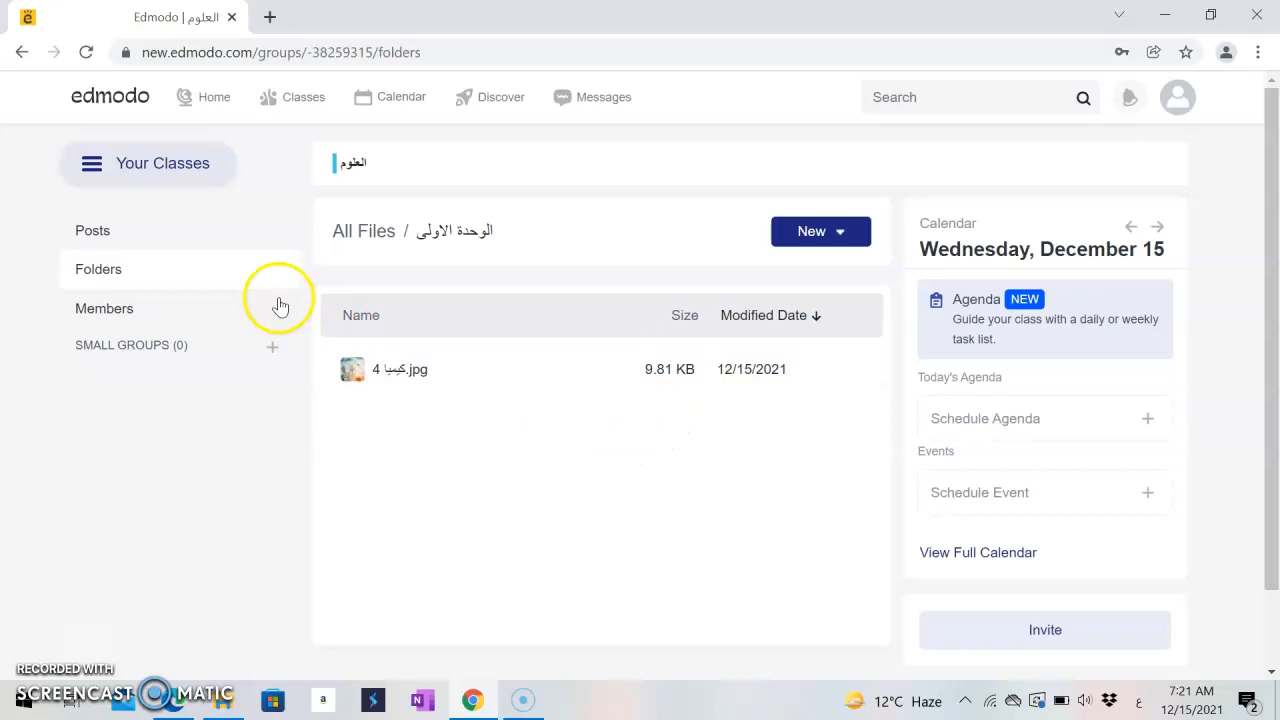 Edmodo | العلوم
new.edmodo.com/groups/-38259315/folders
edmodo
Home
Classes
Calendar
Discover
Messages
Search
Your Classes
العلوم
Posts
Folders
Members
SMALL GROUPS (0)
All Files / الوحدة الاولى
New
Name Size Modified Date
كيميا 4.jpg 9.81 KB 12/15/2021
Calendar
Wednesday, December 15
Agenda NEW
Guide your class with a daily or weekly
task list.
Today's Agenda
Schedule Agenda
Events
Schedule Event
View Full Calendar
Invite
RECORDED WITH
SCREENCAST MATIC
12°C Haze
ع
7:21 AM
12/15/2021
2